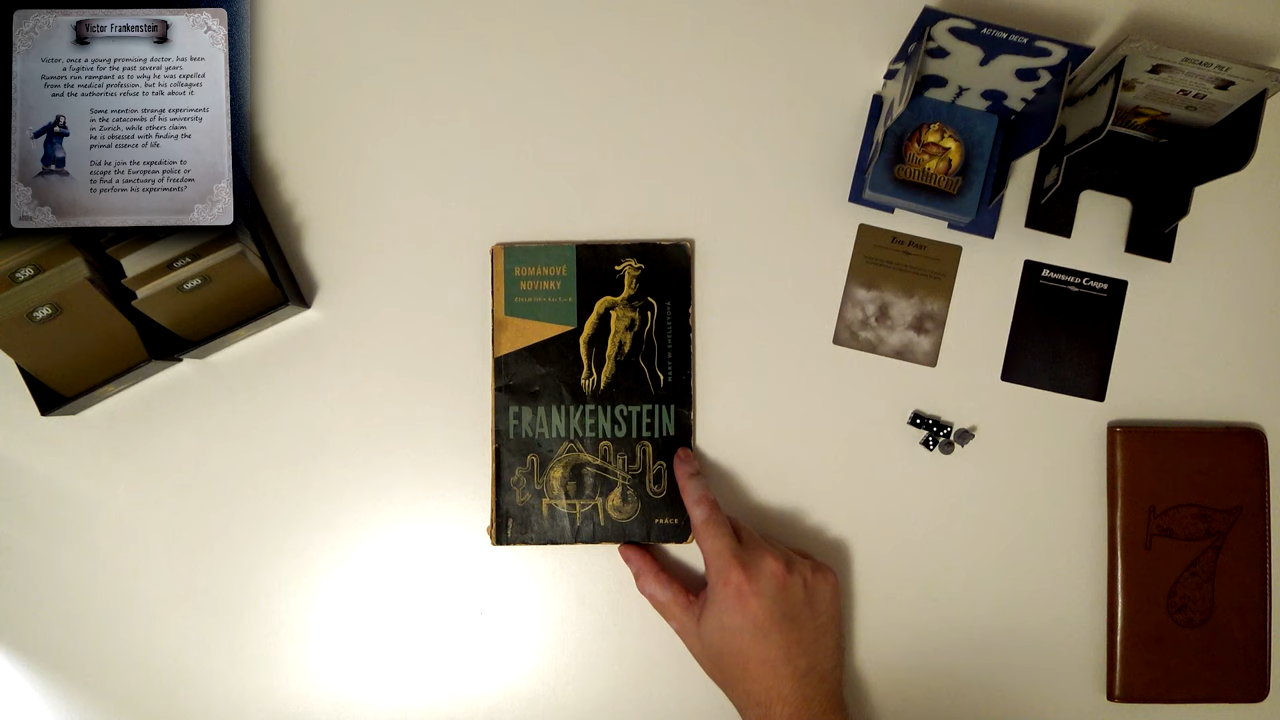 Victor Frankenstein
Victor, once a young promising doctor, has been
a fugitive for the past several years.
Rumors run rampant as to why he was expelled
from the medical profession, but his colleagues
and the authorities refuse to talk about it.
Some mention strange experiments
in the catacombs of his university
in Zurich, while others claim
he is obsessed with finding the
primal essence of life.
Did he join the expedition to
escape the European police or
to find a sanctuary of freedom
to perform his experiments?
350
300
004
000
ROMÁNOVÉ
NOVINKY
MARY W. SHELLEYOVÁ
FRANKENSTEIN
PRÁCE
ACTION DECK
the
continent
DISCARD PILE
THE PAST
BANISHED CARDS
7